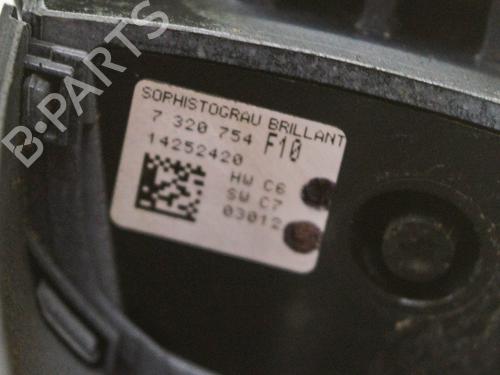 SOPHISTOGRAU BRILLANT
7 320 754 F10
14252420
HW C6
SW C7
03012
B-PARTS